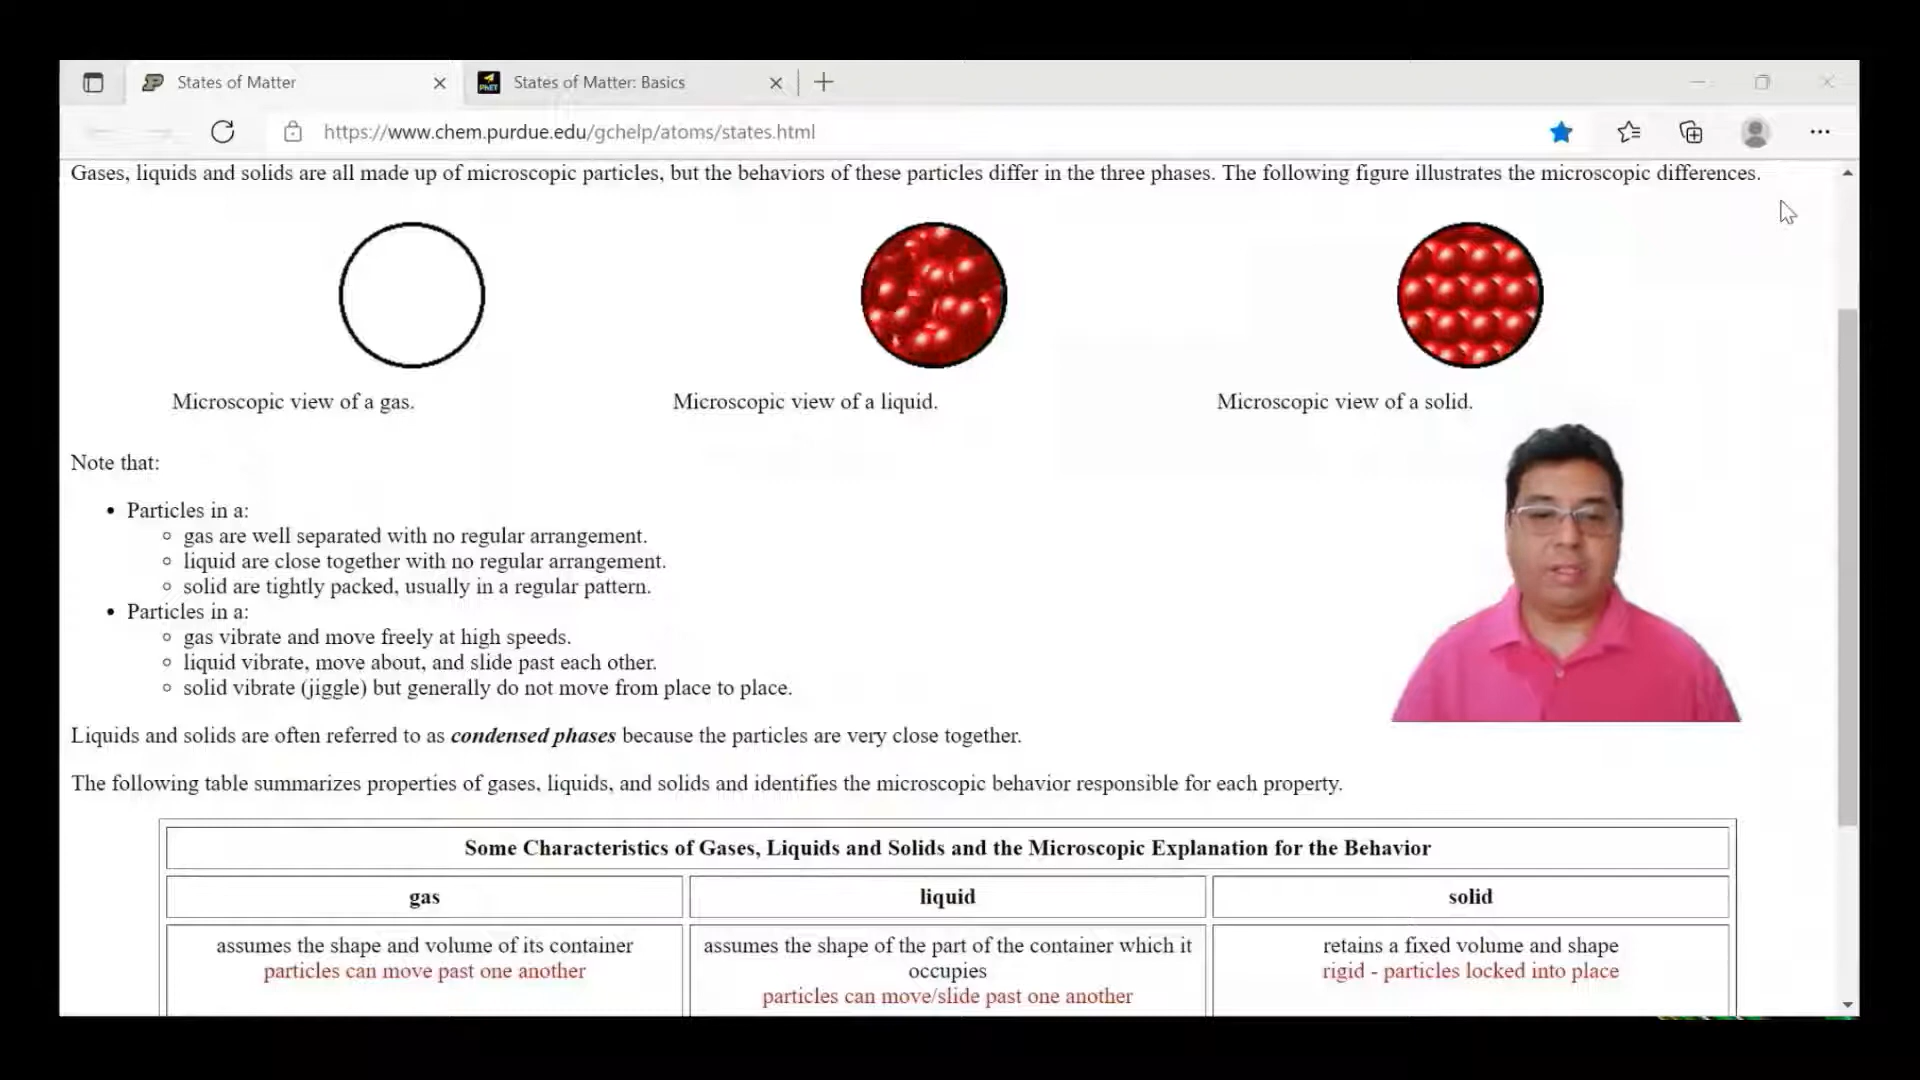 States of Matter
PhET
States of Matter: Basics
https://www.chem.purdue.edu/gchelp/atoms/states.html
Gases, liquids and solids are all made up of microscopic particles, but the behaviors of these particles differ in the three phases. The following figure illustrates the microscopic differences.
Microscopic view of a gas.
Microscopic view of a liquid.
Microscopic view of a solid.
Note that:
• Particles in a:
◦ gas are well separated with no regular arrangement.
◦ liquid are close together with no regular arrangement.
◦ solid are tightly packed, usually in a regular pattern.
• Particles in a:
◦ gas vibrate and move freely at high speeds.
◦ liquid vibrate, move about, and slide past each other.
◦ solid vibrate (jiggle) but generally do not move from place to place.
Liquids and solids are often referred to as condensed phases because the particles are very close together.
The following table summarizes properties of gases, liquids, and solids and identifies the microscopic behavior responsible for each property.
Some Characteristics of Gases, Liquids and Solids and the Microscopic Explanation for the Behavior
gas
liquid
solid
assumes the shape and volume of its container
particles can move past one another
assumes the shape of the part of the container which it
occupies
particles can move/slide past one another
retains a fixed volume and shape
rigid - particles locked into place